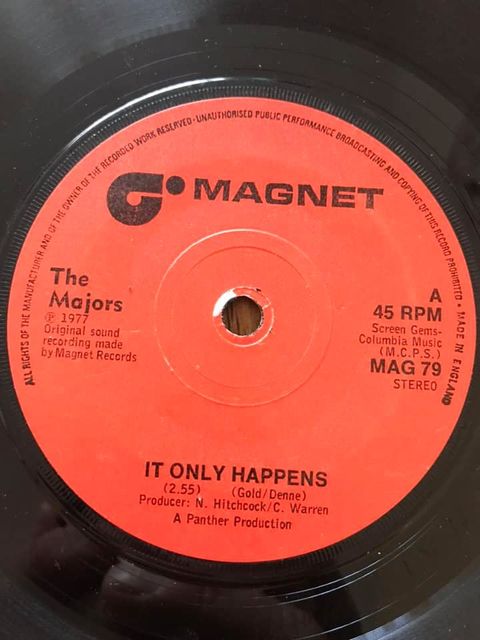 ALL RIGHTS OF THE MANUFACTURER AND OF THE OWNER OF THE RECORDED WORK RESERVED · UNAUTHORISED PUBLIC PERFORMANCE BROADCASTING AND COPYING OF THIS RECORD PROHIBITED · MADE IN ENGLAND
MAGNET
The
Majors
℗ 1977
Original sound
recording made
by Magnet Records
A
45 RPM
Screen Gems-
Columbia Music
(M.C.P.S.)
MAG 79
STEREO
IT ONLY HAPPENS
(2.55) (Gold/Denne)
Producer: N. Hitchcock/C. Warren
A Panther Production